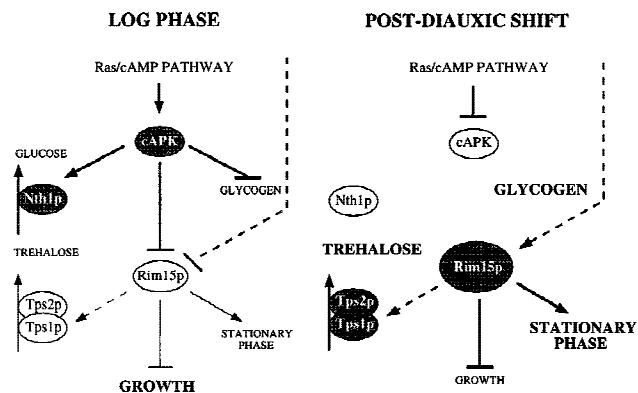 LOG PHASE
Ras/cAMP PATHWAY
cAPK
GLUCOSE
Nth1p
GLYCOGEN
TREHALOSE
Rim15p
Tps2p
Tps1p
STATIONARY
PHASE
GROWTH
POST-DIAUXIC SHIFT
Ras/cAMP PATHWAY
cAPK
GLYCOGEN
Nth1p
TREHALOSE
Rim15p
Tps2p
Tps1p
STATIONARY
PHASE
GROWTH